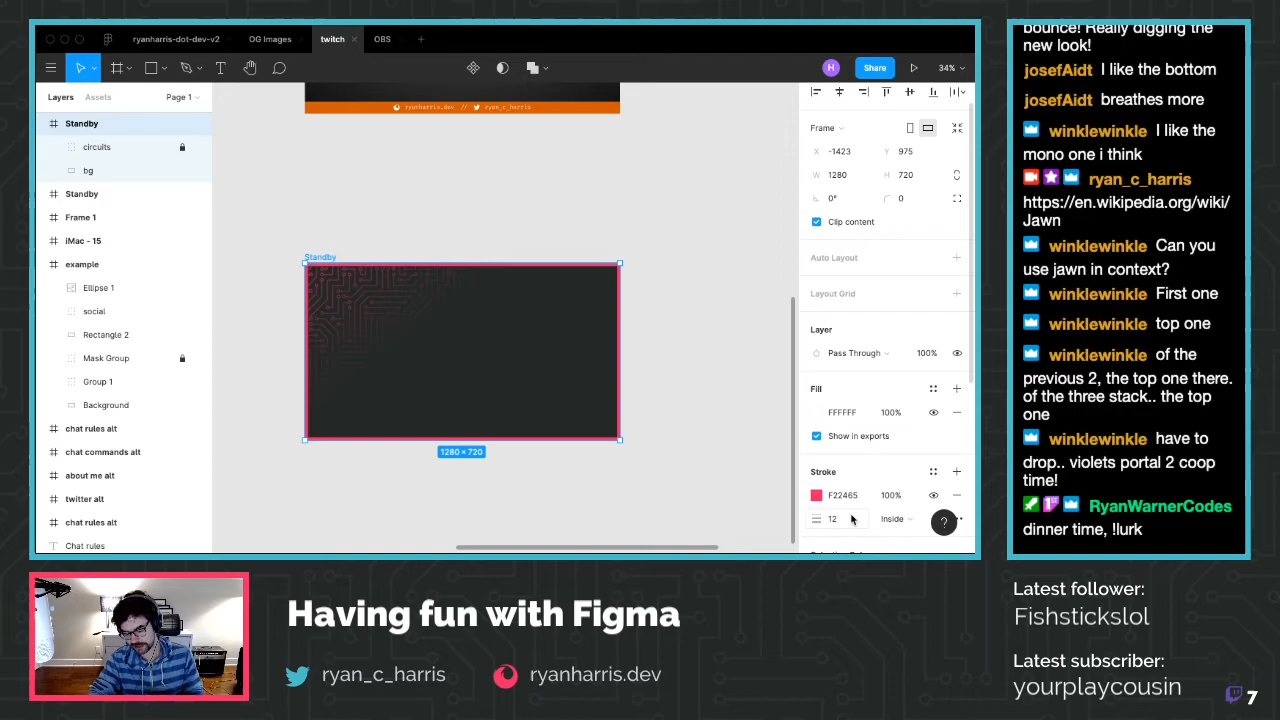 ryanharris-dot-dev-v2
OG Images
twitch
OBS
H
Share
34%
Layers
Assets
Page 1
Standby
circuits
bg
Standby
Frame 1
iMac - 15
example
Ellipse 1
social
Rectangle 2
Mask Group
Group 1
Background
chat rules alt
chat commands alt
about me alt
twitter alt
chat rules alt
Chat rules
ryanharris.dev // ryan_c_harris
Standby
1280 × 720
Frame
X -1423 Y 975
W 1280 H 720
0° 0
Clip content
Auto Layout
Layout Grid
Layer
Pass Through 100%
Fill
FFFFFF 100%
Show in exports
Stroke
F22465 100%
12 Inside
?
bounce! Really digging the
new look!
josefAidt I like the bottom
josefAidt breathes more
winklewinkle I like the
mono one i think
ryan_c_harris
https://en.wikipedia.org/wiki/
Jawn
winklewinkle Can you
use jawn in context?
winklewinkle First one
winklewinkle top one
winklewinkle of the
previous 2, the top one there.
of the three stack.. the top
one
winklewinkle have to
drop.. violets portal 2 coop
time!
RyanWarnerCodes
dinner time, !lurk
Having fun with Figma
ryan_c_harris
ryanharris.dev
Latest follower:
Fishstickslol
Latest subscriber:
yourplaycousin
7